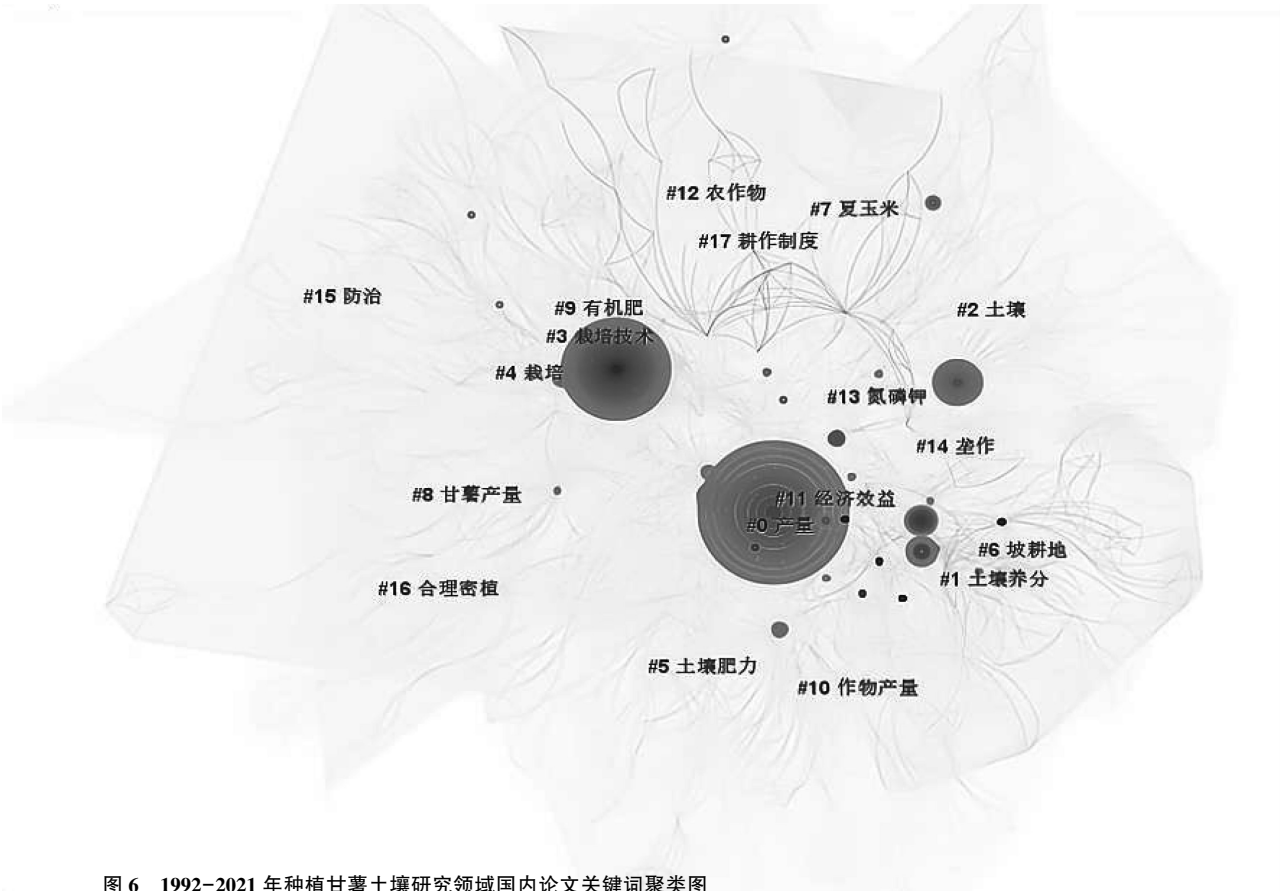 #12 农作物
#7 夏玉米
#17 耕作制度
#15 防治
#9 有机肥
#2 土壤
#3 栽培技术
#4 栽培
#13 氮磷钾
#14 垄作
#8 甘薯产量
#11 经济效益
#0 产量
#6 坡耕地
#1 土壤养分
#16 合理密植
#5 土壤肥力
#10 作物产量
图 6 1992-2021 年种植甘薯土壤研究领域国内论文关键词聚类图